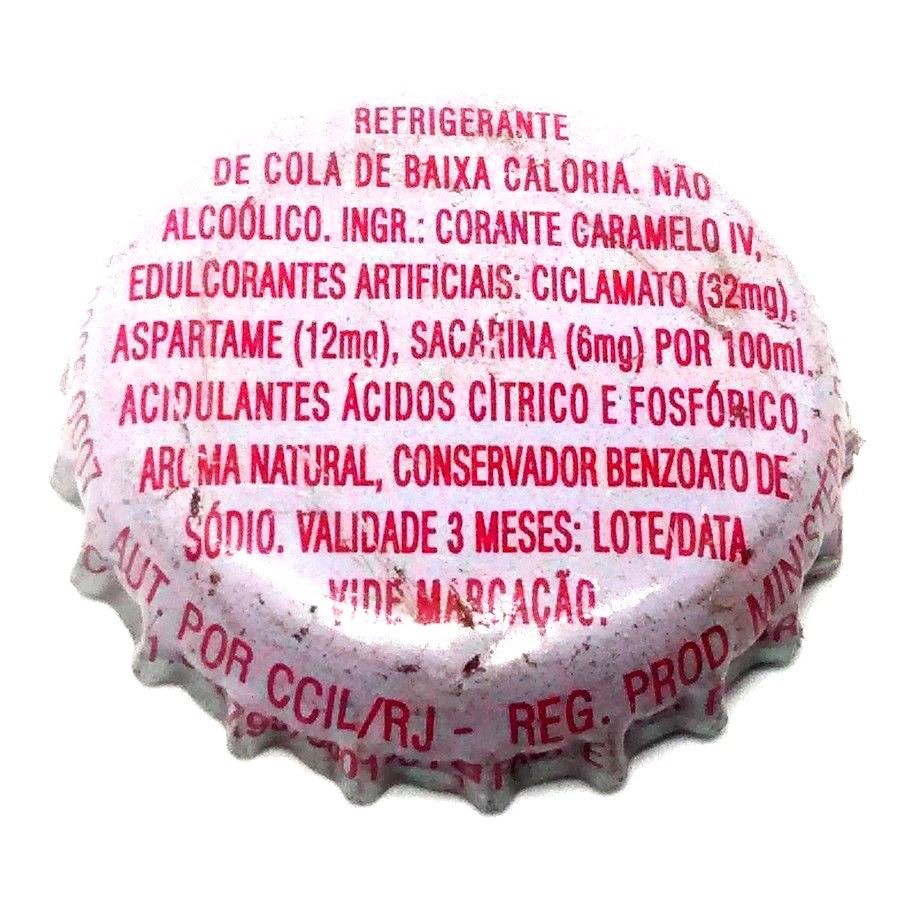 REFRIGERANTE
DE COLA DE BAIXA CALORIA. NÃO
ALCOÓLICO. INGR.: CORANTE CARAMELO IV,
EDULCORANTES ARTIFICIAIS: CICLAMATO (32mg),
ASPARTAME (12mg), SACARINA (6mg) POR 100ml.
ACIDULANTES ÁCIDOS CÍTRICO E FOSFÓRICO,
AROMA NATURAL, CONSERVADOR BENZOATO DE
SÓDIO. VALIDADE 3 MESES: LOTE/DATA
VIDE MARCAÇÃO.
- AUT. POR CCIL/RJ - REG. PROD. MINIST